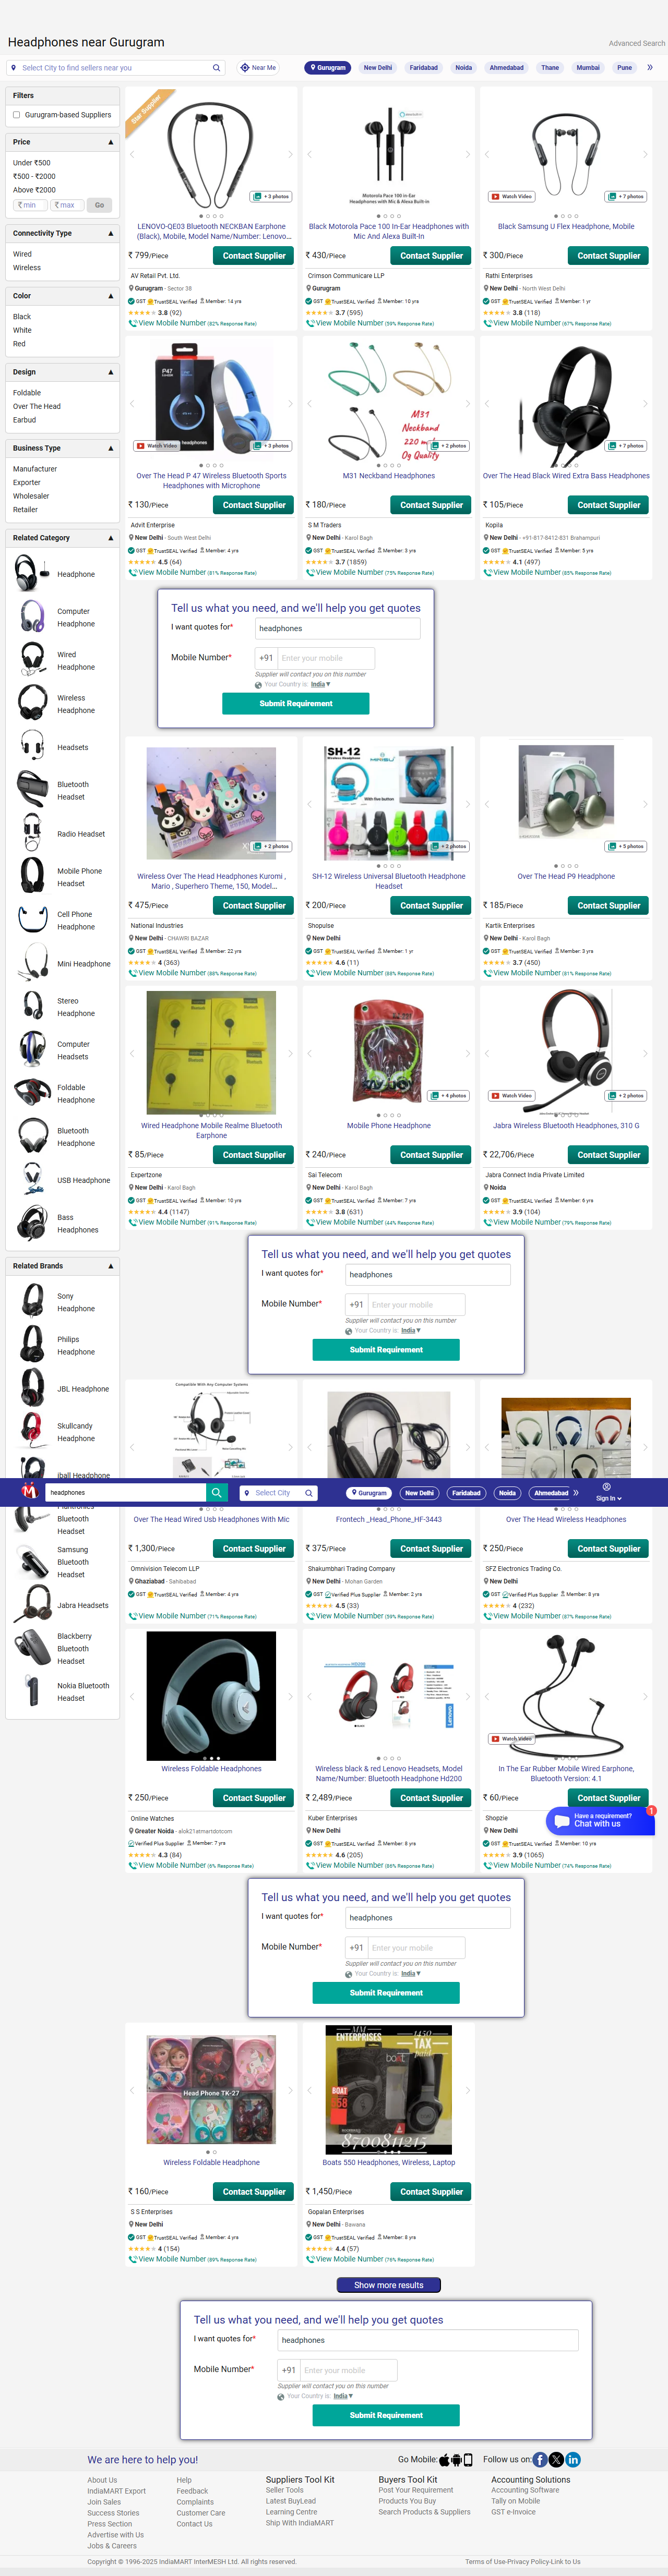 Headphones near Gurugram
Advanced Search
Select City to find sellers near you
Near Me
Gurugram
New Delhi
Faridabad
Noida
Ahmedabad
Thane
Mumbai
Pune
Filters
Gurugram-based Suppliers
Price
Under ₹500
₹500 - ₹2000
Above ₹2000
₹ min
₹ max
Go
Connectivity Type
Wired
Wireless
Color
Black
White
Red
Design
Foldable
Over The Head
Earbud
Business Type
Manufacturer
Exporter
Wholesaler
Retailer
Related Category
Headphone
Computer
Headphone
Wired
Headphone
Wireless
Headphone
Headsets
Bluetooth
Headset
Radio Headset
Mobile Phone
Headset
Cell Phone
Headphone
Mini Headphone
Stereo
Headphone
Computer
Headsets
Foldable
Headphone
Bluetooth
Headphone
USB Headphone
Bass
Headphones
Related Brands
Sony
Headphone
Philips
Headphone
JBL Headphone
Skullcandy
Headphone
iball Headphone
Plantronics
Bluetooth
Headset
Samsung
Bluetooth
Headset
Jabra Headsets
Blackberry
Bluetooth
Headset
Nokia Bluetooth
Headset
Star Supplier
+ 3 photos
LENOVO-QE03 Bluetooth NECKBAN Earphone
(Black), Mobile, Model Name/Number: Lenovo...
₹ 799/Piece
Contact Supplier
AV Retail Pvt. Ltd.
Gurugram - Sector 38
GST TrustSEAL Verified Member: 14 yrs
3.8 (92)
View Mobile Number (82% Response Rate)
Motorola Pace 100 In-Ear
Headphones with Mic & Alexa Built-in
Black Motorola Pace 100 In-Ear Headphones with
Mic And Alexa Built-In
₹ 430/Piece
Contact Supplier
Crimson Communicare LLP
Gurugram
GST TrustSEAL Verified Member: 10 yrs
3.7 (595)
View Mobile Number (59% Response Rate)
Watch Video
+ 7 photos
Black Samsung U Flex Headphone, Mobile
₹ 300/Piece
Contact Supplier
Rathi Enterprises
New Delhi - North West Delhi
GST TrustSEAL Verified Member: 1 yr
3.8 (118)
View Mobile Number (67% Response Rate)
P47
headphones
Watch Video
+ 3 photos
Over The Head P 47 Wireless Bluetooth Sports
Headphones with Microphone
₹ 130/Piece
Contact Supplier
Advit Enterprise
New Delhi - South West Delhi
GST TrustSEAL Verified Member: 4 yrs
4.5 (64)
View Mobile Number (81% Response Rate)
M31
Neckband
220 mah
Og Quality
+ 2 photos
M31 Neckband Headphones
₹ 180/Piece
Contact Supplier
S M Traders
New Delhi - Karol Bagh
GST TrustSEAL Verified Member: 3 yrs
3.7 (1859)
View Mobile Number (75% Response Rate)
+ 7 photos
Over The Head Black Wired Extra Bass Headphones
₹ 105/Piece
Contact Supplier
Kopila
New Delhi - +91-817-8412-831 Brahampuri
GST TrustSEAL Verified Member: 5 yrs
4.1 (497)
View Mobile Number (85% Response Rate)
Tell us what you need, and we'll help you get quotes
I want quotes for*
headphones
Mobile Number*
+91
Enter your mobile
Supplier will contact you on this number
Your Country is: India
Submit Requirement
+ 2 photos
Wireless Over The Head Headphones Kuromi ,
Mario , Superhero Theme, 150, Model...
₹ 475/Piece
Contact Supplier
National Industries
New Delhi - CHAWRI BAZAR
GST TrustSEAL Verified Member: 22 yrs
4 (363)
View Mobile Number (88% Response Rate)
SH-12
+ 2 photos
SH-12 Wireless Universal Bluetooth Headphone
Headset
₹ 200/Piece
Contact Supplier
Shopulse
New Delhi
GST TrustSEAL Verified Member: 1 yr
4.6 (11)
View Mobile Number (88% Response Rate)
+ 5 photos
Over The Head P9 Headphone
₹ 185/Piece
Contact Supplier
Kartik Enterprises
New Delhi - Karol Bagh
GST TrustSEAL Verified Member: 3 yrs
3.7 (450)
View Mobile Number (81% Response Rate)
Wired Headphone Mobile Realme Bluetooth
Earphone
₹ 85/Piece
Contact Supplier
Expertzone
New Delhi - Karol Bagh
GST TrustSEAL Verified Member: 10 yrs
4.4 (1147)
View Mobile Number (91% Response Rate)
+ 4 photos
Mobile Phone Headphone
₹ 240/Piece
Contact Supplier
Sai Telecom
New Delhi - Karol Bagh
GST TrustSEAL Verified Member: 7 yrs
3.8 (631)
View Mobile Number (44% Response Rate)
Watch Video
+ 2 photos
Jabra Wireless Bluetooth Headphones, 310 G
₹ 22,706/Piece
Contact Supplier
Jabra Connect India Private Limited
Noida
GST TrustSEAL Verified Member: 6 yrs
3.9 (104)
View Mobile Number (79% Response Rate)
Tell us what you need, and we'll help you get quotes
I want quotes for*
headphones
Mobile Number*
+91
Enter your mobile
Supplier will contact you on this number
Your Country is: India
Submit Requirement
Compatible With Any Computer Systems
headphones
Select City
Gurugram
New Delhi
Faridabad
Noida
Ahmedabad
Sign In
Over The Head Wired Usb Headphones With Mic
₹ 1,300/Piece
Contact Supplier
Omnivision Telecom LLP
Ghaziabad - Sahibabad
GST TrustSEAL Verified Member: 4 yrs
View Mobile Number (71% Response Rate)
Frontech _Head_Phone_HF-3443
₹ 375/Piece
Contact Supplier
Shakumbhari Trading Company
New Delhi - Mohan Garden
GST Verified Plus Supplier Member: 2 yrs
4.5 (33)
View Mobile Number (59% Response Rate)
Over The Head Wireless Headphones
₹ 250/Piece
Contact Supplier
SFZ Electronics Trading Co.
New Delhi
GST Verified Plus Supplier Member: 8 yrs
4 (232)
View Mobile Number (87% Response Rate)
Wireless Foldable Headphones
₹ 250/Piece
Contact Supplier
Online Watches
Greater Noida - alok21atmartdotcom
Verified Plus Supplier Member: 7 yrs
4.3 (84)
View Mobile Number (6% Response Rate)
Lenovo
Wireless black & red Lenovo Headsets, Model
Name/Number: Bluetooth Headphone Hd200
₹ 2,489/Piece
Contact Supplier
Kuber Enterprises
New Delhi
GST TrustSEAL Verified Member: 8 yrs
4.6 (205)
View Mobile Number (86% Response Rate)
Watch Video
In The Ear Rubber Mobile Wired Earphone,
Bluetooth Version: 4.1
₹ 60/Piece
Contact Supplier
Shopzie
New Delhi
GST TrustSEAL Verified Member: 10 yrs
3.9 (1065)
View Mobile Number (74% Response Rate)
Have a requirement?
Chat with us
1
Tell us what you need, and we'll help you get quotes
I want quotes for*
headphones
Mobile Number*
+91
Enter your mobile
Supplier will contact you on this number
Your Country is: India
Submit Requirement
Head Phone TK-27
Wireless Foldable Headphone
₹ 160/Piece
Contact Supplier
S S Enterprises
New Delhi
GST TrustSEAL Verified Member: 4 yrs
4 (154)
View Mobile Number (89% Response Rate)
MM
ENTERPRISES
1450
TAX
paid
boAt
BOAT
558
8700811215
Boats 550 Headphones, Wireless, Laptop
₹ 1,450/Piece
Contact Supplier
Gopalan Enterprises
New Delhi - Bawana
GST TrustSEAL Verified Member: 8 yrs
4.4 (57)
View Mobile Number (76% Response Rate)
Show more results
Tell us what you need, and we'll help you get quotes
I want quotes for*
headphones
Mobile Number*
+91
Enter your mobile
Supplier will contact you on this number
Your Country is: India
Submit Requirement
We are here to help you!
Go Mobile:
Follow us on:
About Us
IndiaMART Export
Join Sales
Success Stories
Press Section
Advertise with Us
Jobs & Careers
Help
Feedback
Complaints
Customer Care
Contact Us
Suppliers Tool Kit
Seller Tools
Latest BuyLead
Learning Centre
Ship With IndiaMART
Buyers Tool Kit
Post Your Requirement
Products You Buy
Search Products & Suppliers
Accounting Solutions
Accounting Software
Tally on Mobile
GST e-Invoice
Copyright © 1996-2025 IndiaMART InterMESH Ltd. All rights reserved.
Terms of Use-Privacy Policy-Link to Us